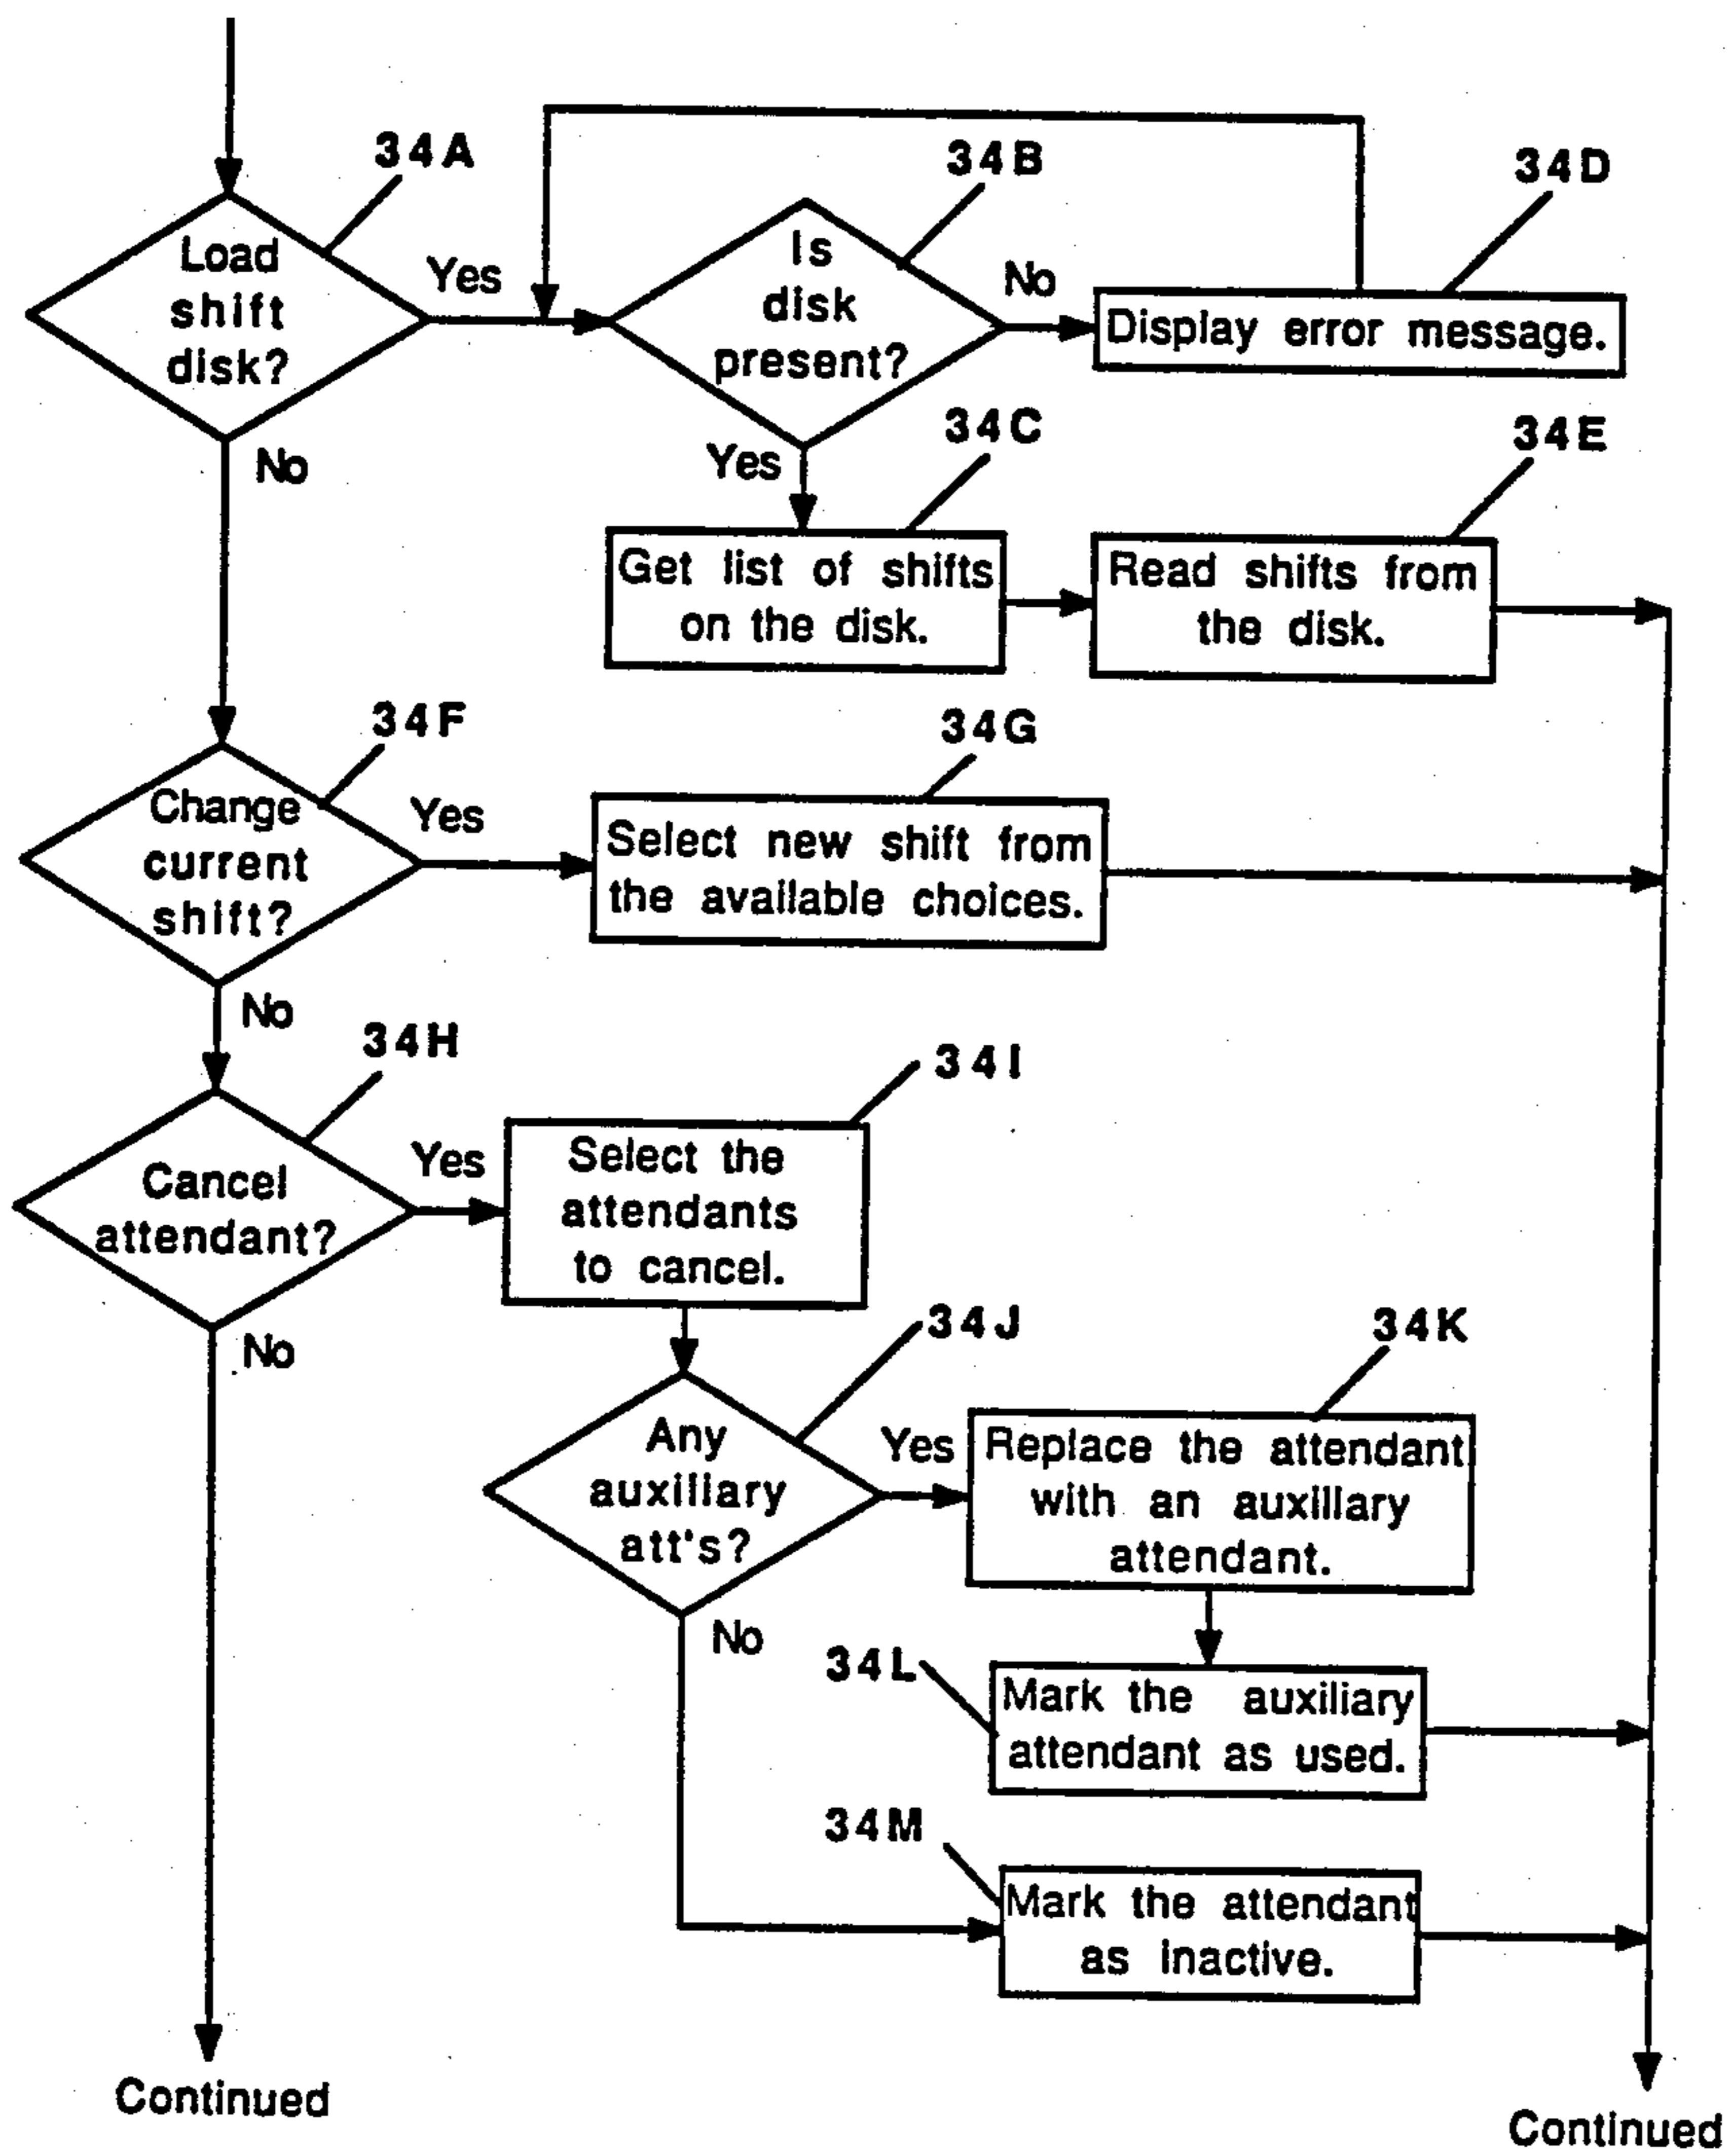 34A
34B
34D
Load
shift
disk?
Yes
Is
disk
present?
No
Display error message.
No
Yes
34C
34E
Get list of shifts
on the disk.
Read shifts from
the disk.
34F
34G
Change
current
shift?
Yes
Select new shift from
the available choices.
No
34H
34I
Cancel
attendant?
Yes
Select the
attendants
to cancel.
No
34J
34K
Any
auxiliary
att's?
Yes
Replace the attendant
with an auxiliary
attendant.
No
34L
Mark the auxiliary
attendant as used.
34M
Mark the attendant
as inactive.
Continued
Continued